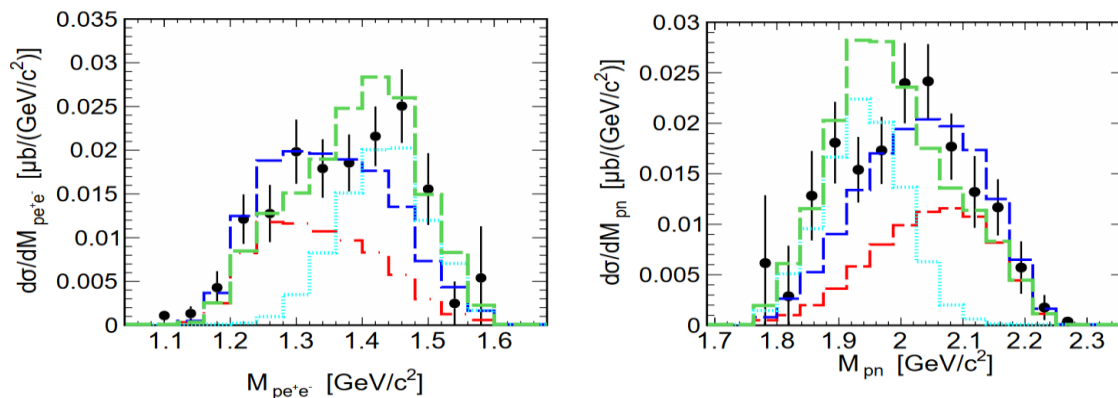 dσ/dM_pe⁺e⁻ [μb/(GeV/c²)]
0.035
0.03
0.025
0.02
0.015
0.01
0.005
0
1.1 1.2 1.3 1.4 1.5 1.6
M_pe⁺e⁻ [GeV/c²]
dσ/dM_pn [μb/(GeV/c²)]
0.03
0.025
0.02
0.015
0.01
0.005
0
1.7 1.8 1.9 2 2.1 2.2 2.3
M_pn [GeV/c²]